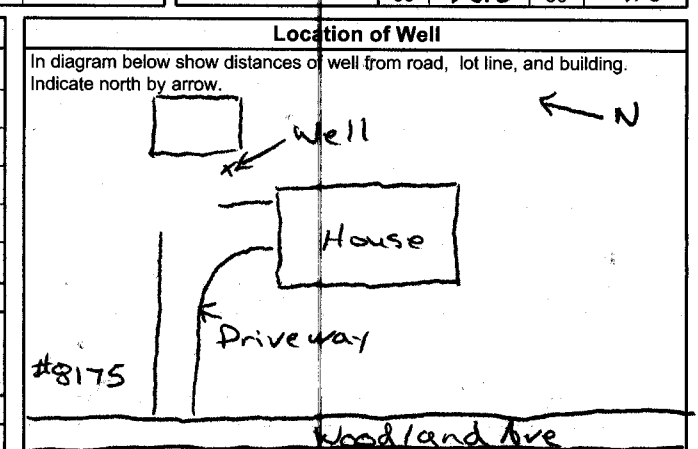 Location of Well
In diagram below show distances of well from road, lot line, and building.
Indicate north by arrow.
N
Well
House
Driveway
#8175
Woodland Ave